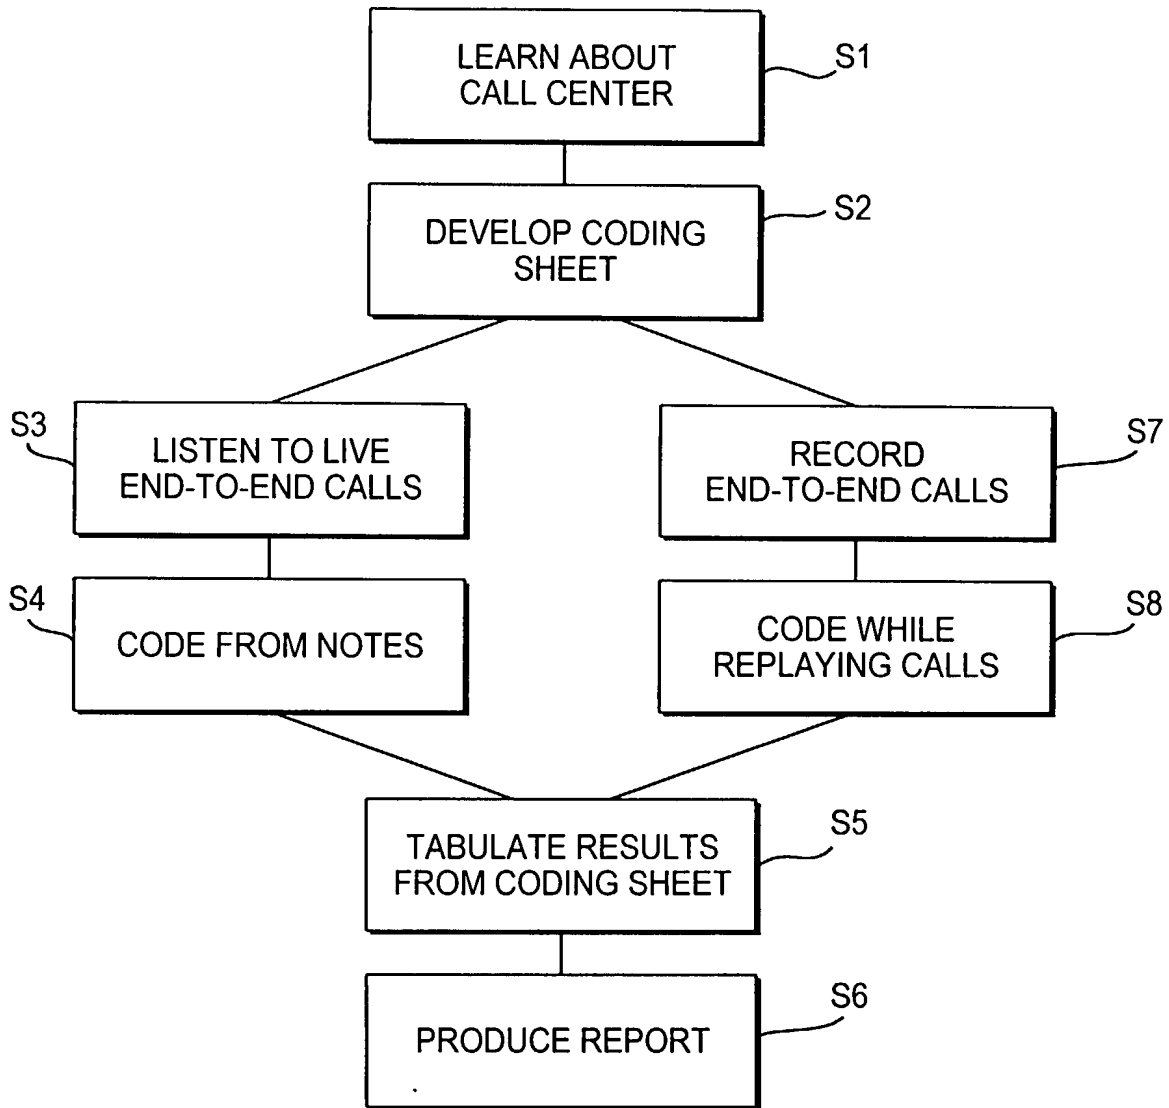 LEARN ABOUT
CALL CENTER
S1
DEVELOP CODING
SHEET
S2
S3
LISTEN TO LIVE
END-TO-END CALLS
RECORD
END-TO-END CALLS
S7
S4
CODE FROM NOTES
CODE WHILE
REPLAYING CALLS
S8
TABULATE RESULTS
FROM CODING SHEET
S5
PRODUCE REPORT
S6